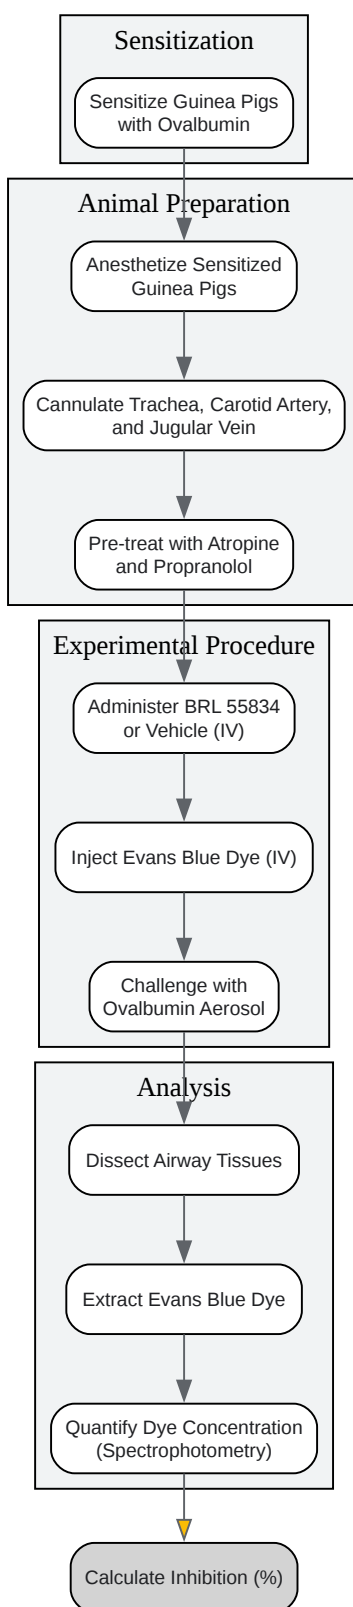 Sensitization
Sensitize Guinea Pigs
with Ovalbumin
Animal Preparation
Anesthetize Sensitized
Guinea Pigs
Cannulate Trachea, Carotid Artery,
and Jugular Vein
Pre-treat with Atropine
and Propranolol
Experimental Procedure
Administer BRL 55834
or Vehicle (IV)
Inject Evans Blue Dye (IV)
Challenge with
Ovalbumin Aerosol
Analysis
Dissect Airway Tissues
Extract Evans Blue Dye
Quantify Dye Concentration
(Spectrophotometry)
Calculate Inhibition (%)